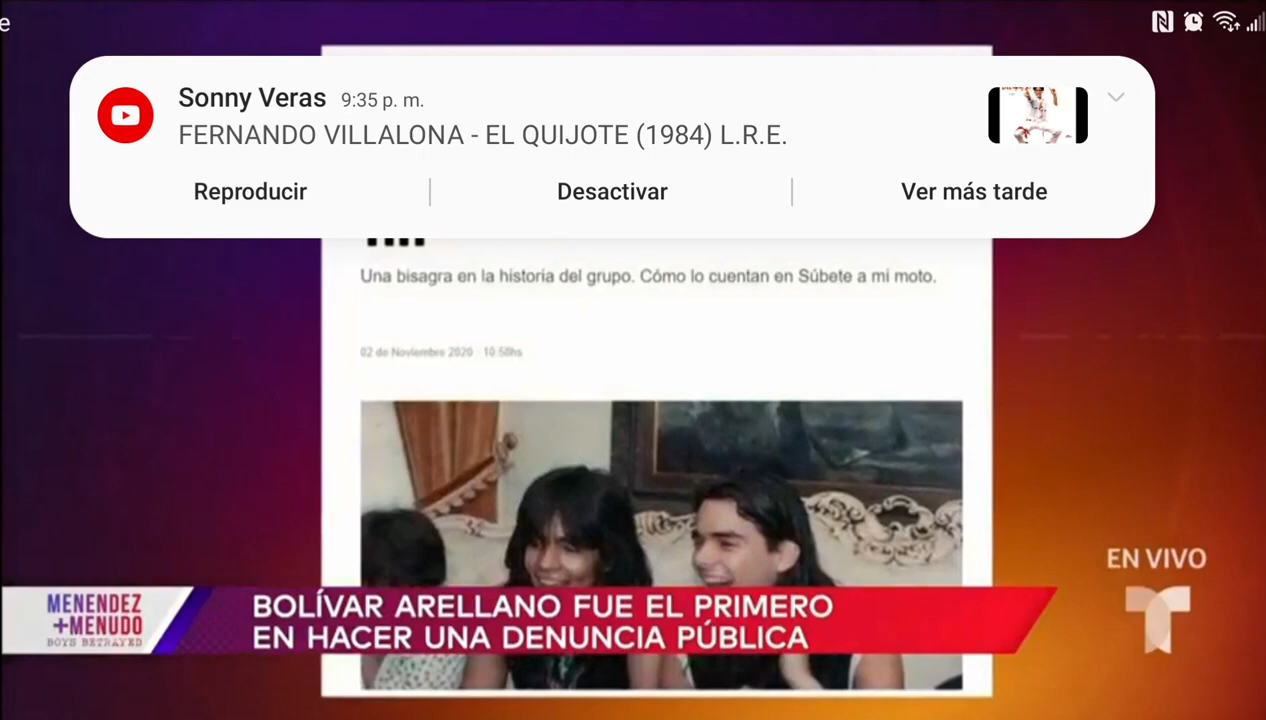 e
Sonny Veras 9:35 p. m.
FERNANDO VILLALONA - EL QUIJOTE (1984) L.R.E.
Reproducir
Desactivar
Ver más tarde
Una bisagra en la historia del grupo. Cómo lo cuentan en Súbete a mi moto.
02 de Noviembre 2020 10:58hs
EN VIVO
MENENDEZ
+MENUDO
BOYS BETRAYED
BOLÍVAR ARELLANO FUE EL PRIMERO
EN HACER UNA DENUNCIA PÚBLICA